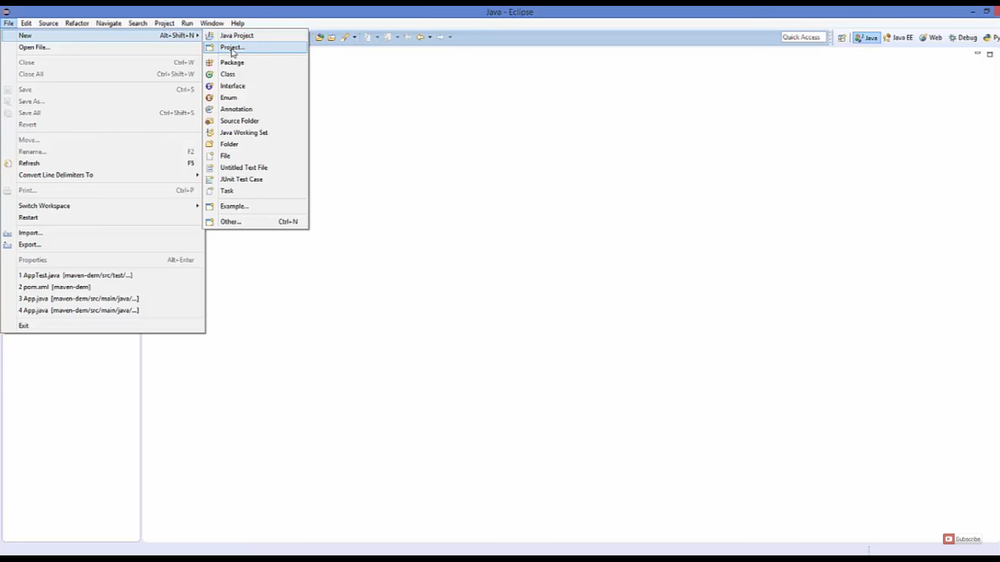 Java - Eclipse
File Edit Source Refactor Navigate Search Project Run Window Help
New Alt+Shift+N
Open File...
Close Ctrl+W
Close All Ctrl+Shift+W
Save Ctrl+S
Save As...
Save All Ctrl+Shift+S
Revert
Move...
Rename... F2
Refresh F5
Convert Line Delimiters To
Print... Ctrl+P
Switch Workspace
Restart
Import...
Export...
Properties Alt+Enter
1 AppTest.java [maven-dem/src/test/...]
2 pom.xml [maven-dem]
3 App.java [maven-dem/src/main/java/...]
4 App.java [maven-dem/src/main/java/...]
Exit
Java Project
Project...
Package
Class
Interface
Enum
Annotation
Source Folder
Java Working Set
Folder
File
Untitled Text File
JUnit Test Case
Task
Example...
Other... Ctrl+N
Quick Access Java Java EE Web Debug Py
Subscribe